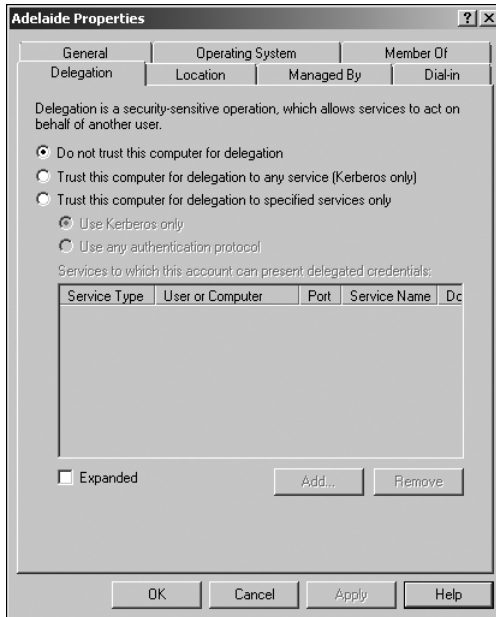 Adelaide Properties
General Operating System Member Of
Delegation Location Managed By Dial-in
Delegation is a security-sensitive operation, which allows services to act on
behalf of another user.
Do not trust this computer for delegation
Trust this computer for delegation to any service (Kerberos only)
Trust this computer for delegation to specified services only
Use Kerberos only
Use any authentication protocol
Services to which this account can present delegated credentials:
Service Type User or Computer Port Service Name Dc
Expanded Add... Remove
OK Cancel Apply Help